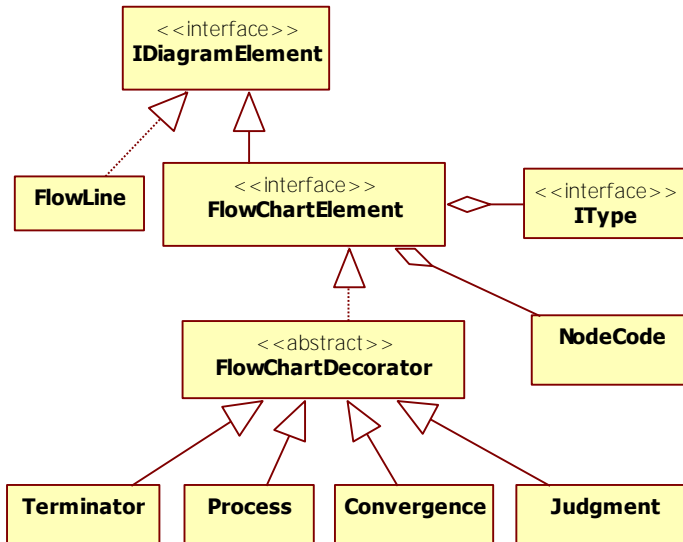 <<interface>>
IDiagramElement
FlowLine
<<interface>>
FlowChartElement
<<interface>>
IType
<<abstract>>
FlowChartDecorator
NodeCode
Terminator
Process
Convergence
Judgment